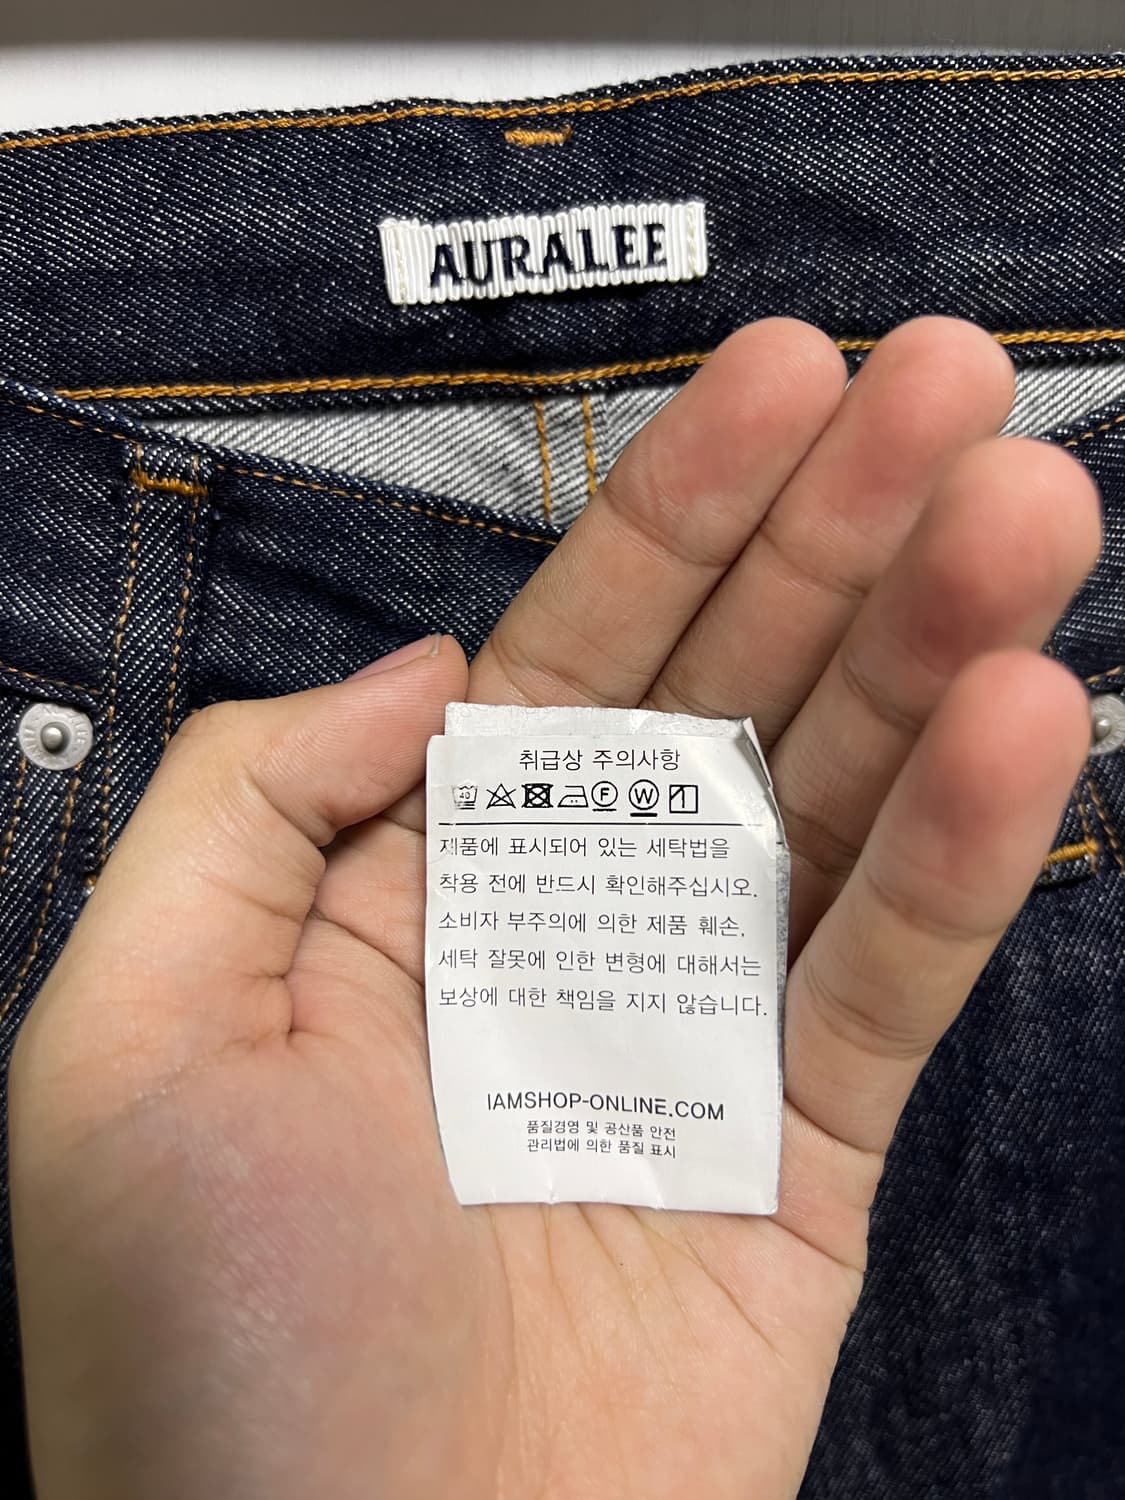 AURALEE
취급상 주의사항
40 F W
제품에 표시되어 있는 세탁법을
착용 전에 반드시 확인해주십시오.
소비자 부주의에 의한 제품 훼손,
세탁 잘못에 인한 변형에 대해서는
보상에 대한 책임을 지지 않습니다.
IAMSHOP-ONLINE.COM
품질경영 및 공산품 안전
관리법에 의한 품질 표시